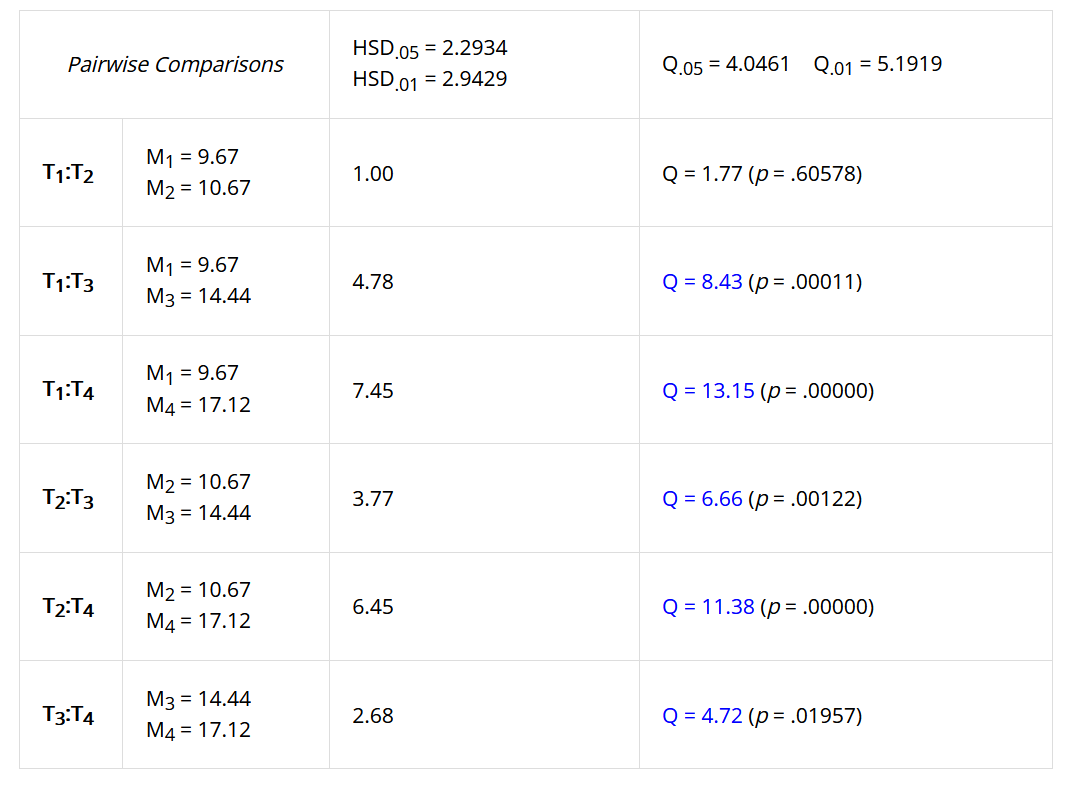 Pairwise Comparisons
HSD.05 = 2.2934
HSD.01 = 2.9429
Q.05 = 4.0461 Q.01 = 5.1919
T1:T2
M1 = 9.67
M2 = 10.67
1.00
Q = 1.77 (p = .60578)
T1:T3
M1 = 9.67
M3 = 14.44
4.78
Q = 8.43 (p = .00011)
T1:T4
M1 = 9.67
M4 = 17.12
7.45
Q = 13.15 (p = .00000)
T2:T3
M2 = 10.67
M3 = 14.44
3.77
Q = 6.66 (p = .00122)
T2:T4
M2 = 10.67
M4 = 17.12
6.45
Q = 11.38 (p = .00000)
T3:T4
M3 = 14.44
M4 = 17.12
2.68
Q = 4.72 (p = .01957)